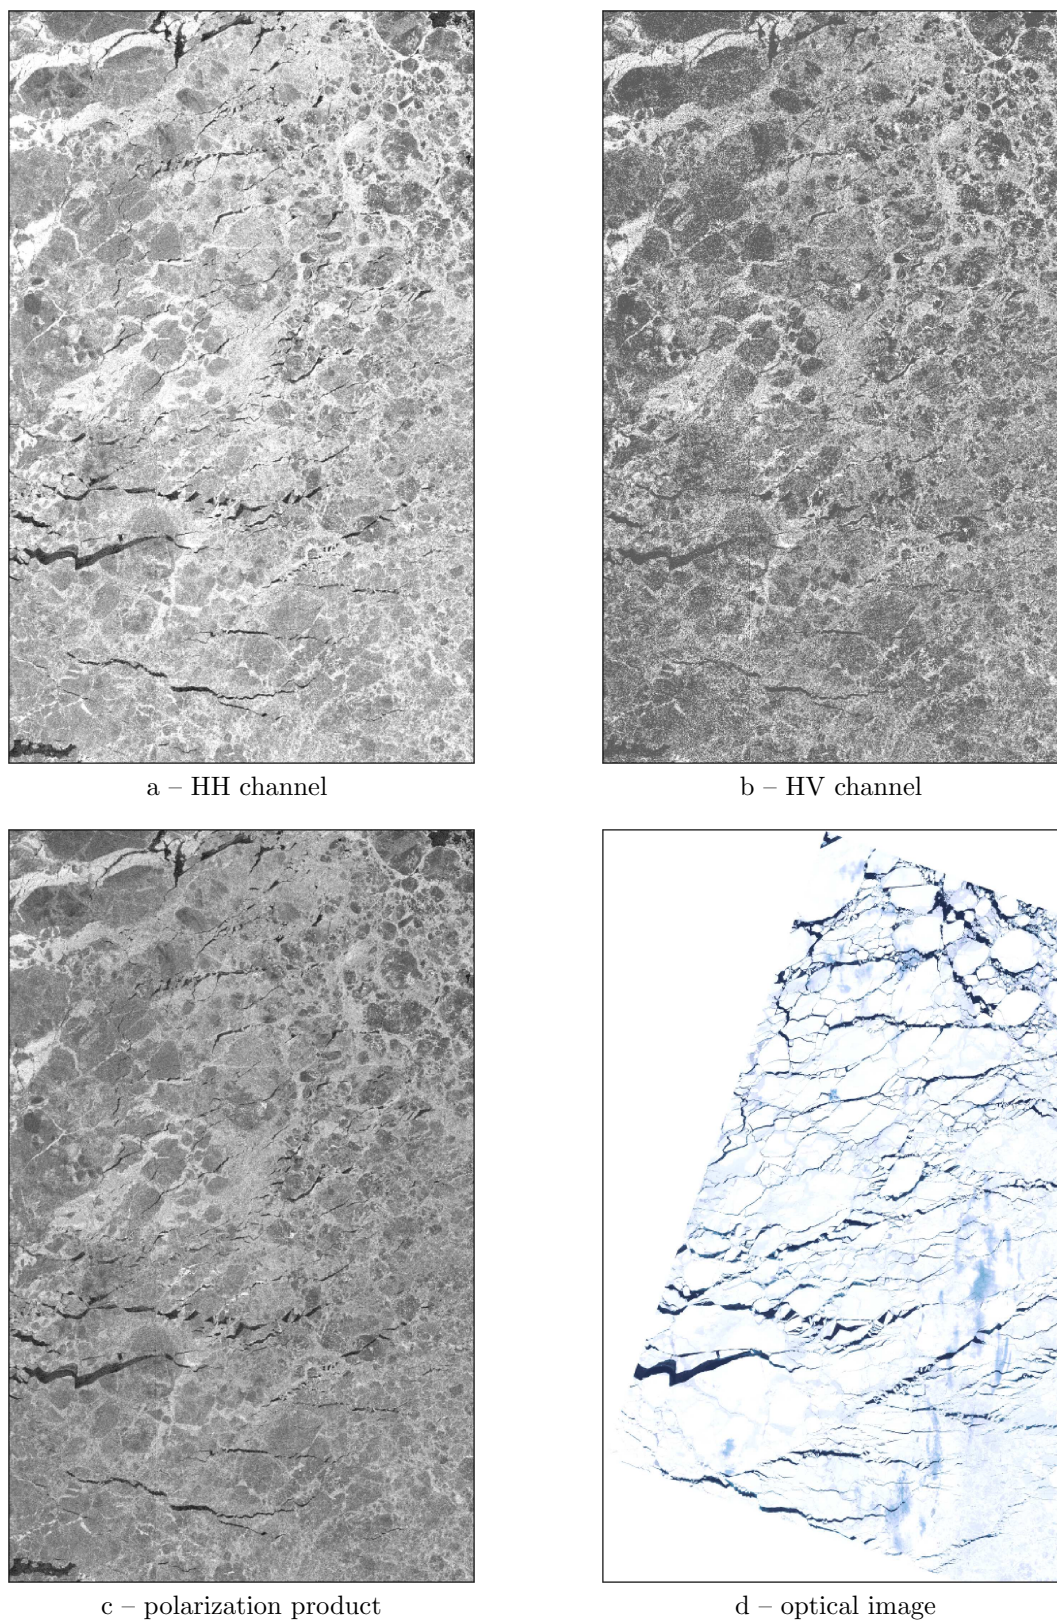 a – HH channel
b – HV channel
c – polarization product
d – optical image